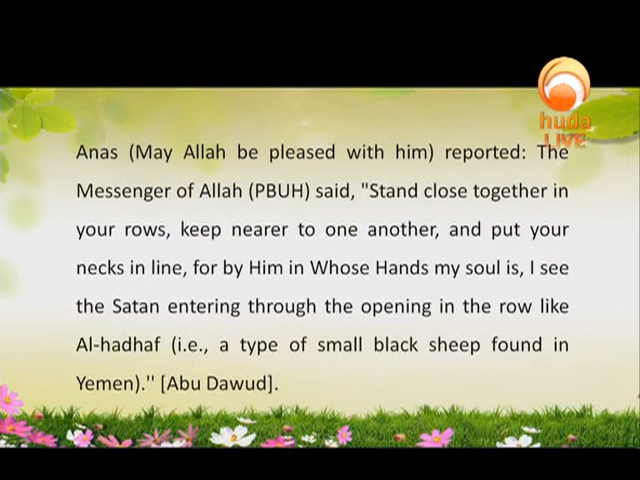 huda
LIVE
Anas (May Allah be pleased with him) reported: The
Messenger of Allah (PBUH) said, "Stand close together in
your rows, keep nearer to one another, and put your
necks in line, for by Him in Whose Hands my soul is, I see
the Satan entering through the opening in the row like
Al-hadhaf (i.e., a type of small black sheep found in
Yemen).'' [Abu Dawud].